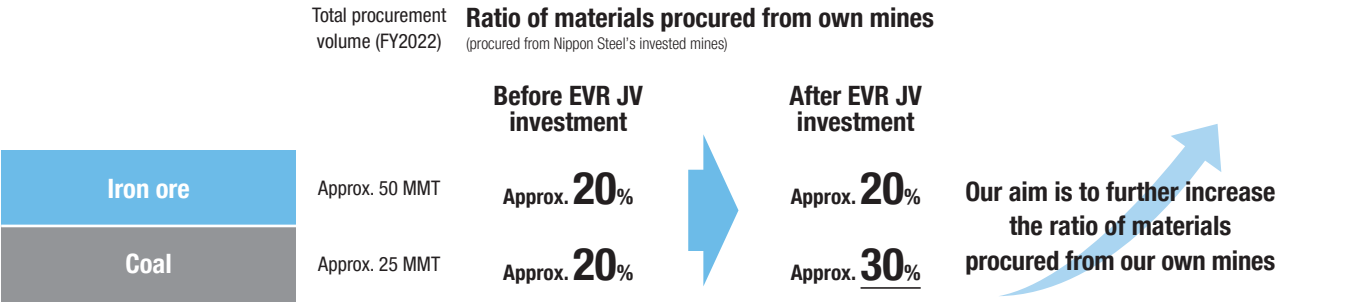 Total procurement
volume (FY2022)
Ratio of materials procured from own mines
(procured from Nippon Steel's invested mines)
Before EVR JV
investment
After EVR JV
investment
Iron ore
Approx. 50 MMT
Approx. 20%
Approx. 20%
Coal
Approx. 25 MMT
Approx. 20%
Approx. 30%
Our aim is to further increase
the ratio of materials
procured from our own mines